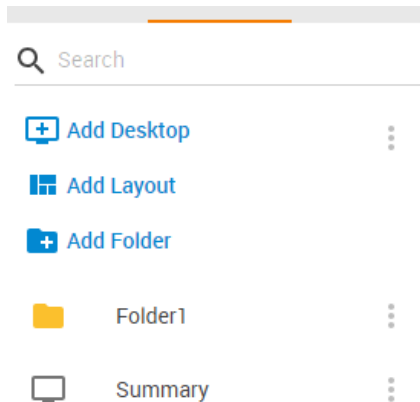 Search
Add Desktop
Add Layout
Add Folder
Folder1
Summary